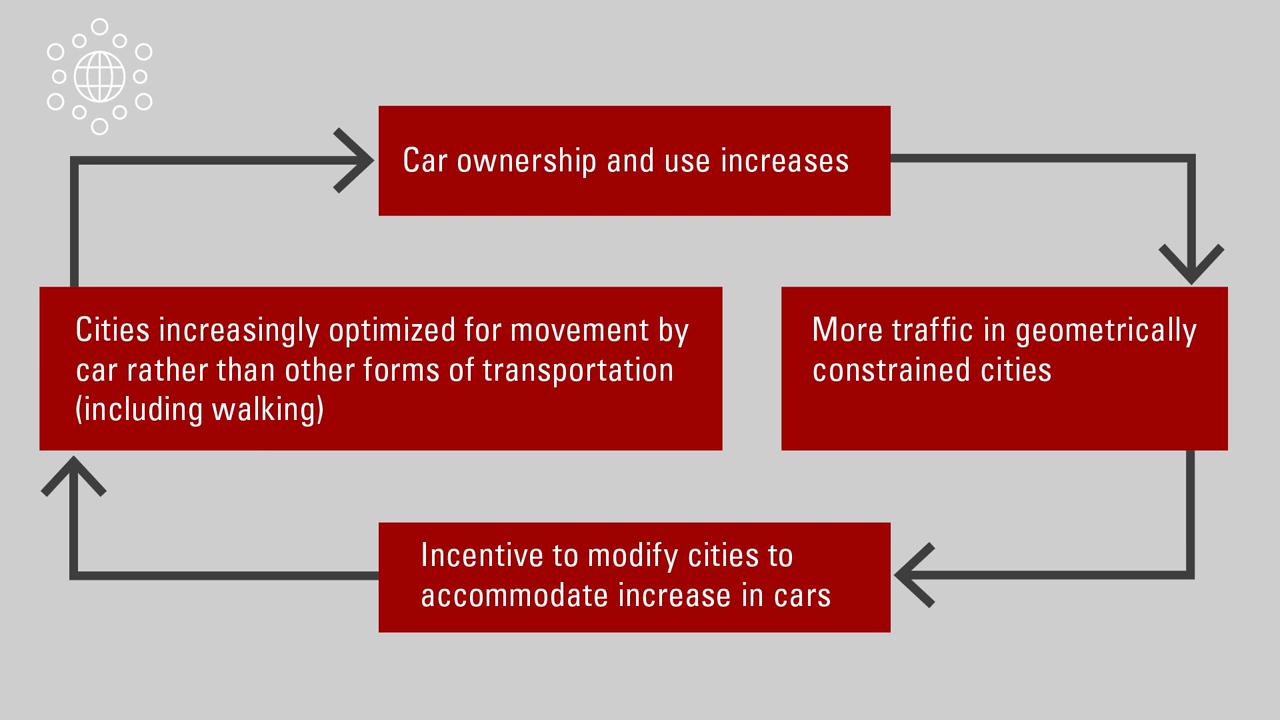 Car ownership and use increases
Cities increasingly optimized for movement by
car rather than other forms of transportation
(including walking)
More traffic in geometrically
constrained cities
Incentive to modify cities to
accommodate increase in cars